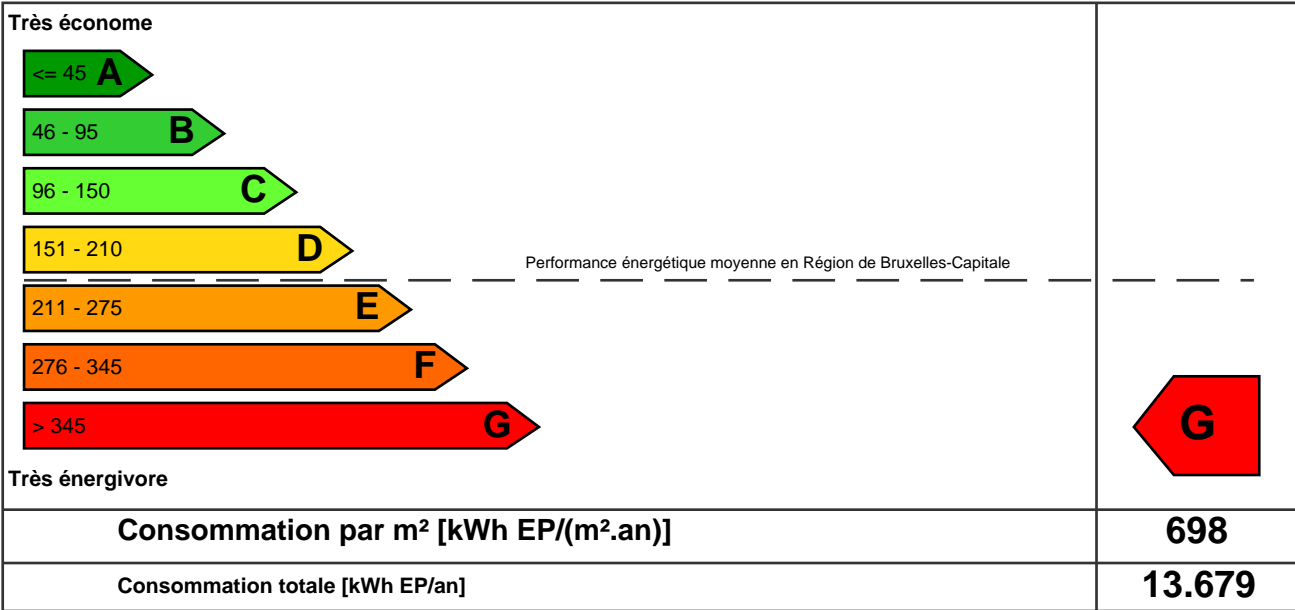 Très économe
<= 45 A
46 - 95 B
96 - 150 C
151 - 210 D
Performance énergétique moyenne en Région de Bruxelles-Capitale
211 - 275 E
276 - 345 F
> 345 G
G
Très énergivore
Consommation par m² [kWh EP/(m².an)] 698
Consommation totale [kWh EP/an] 13.679